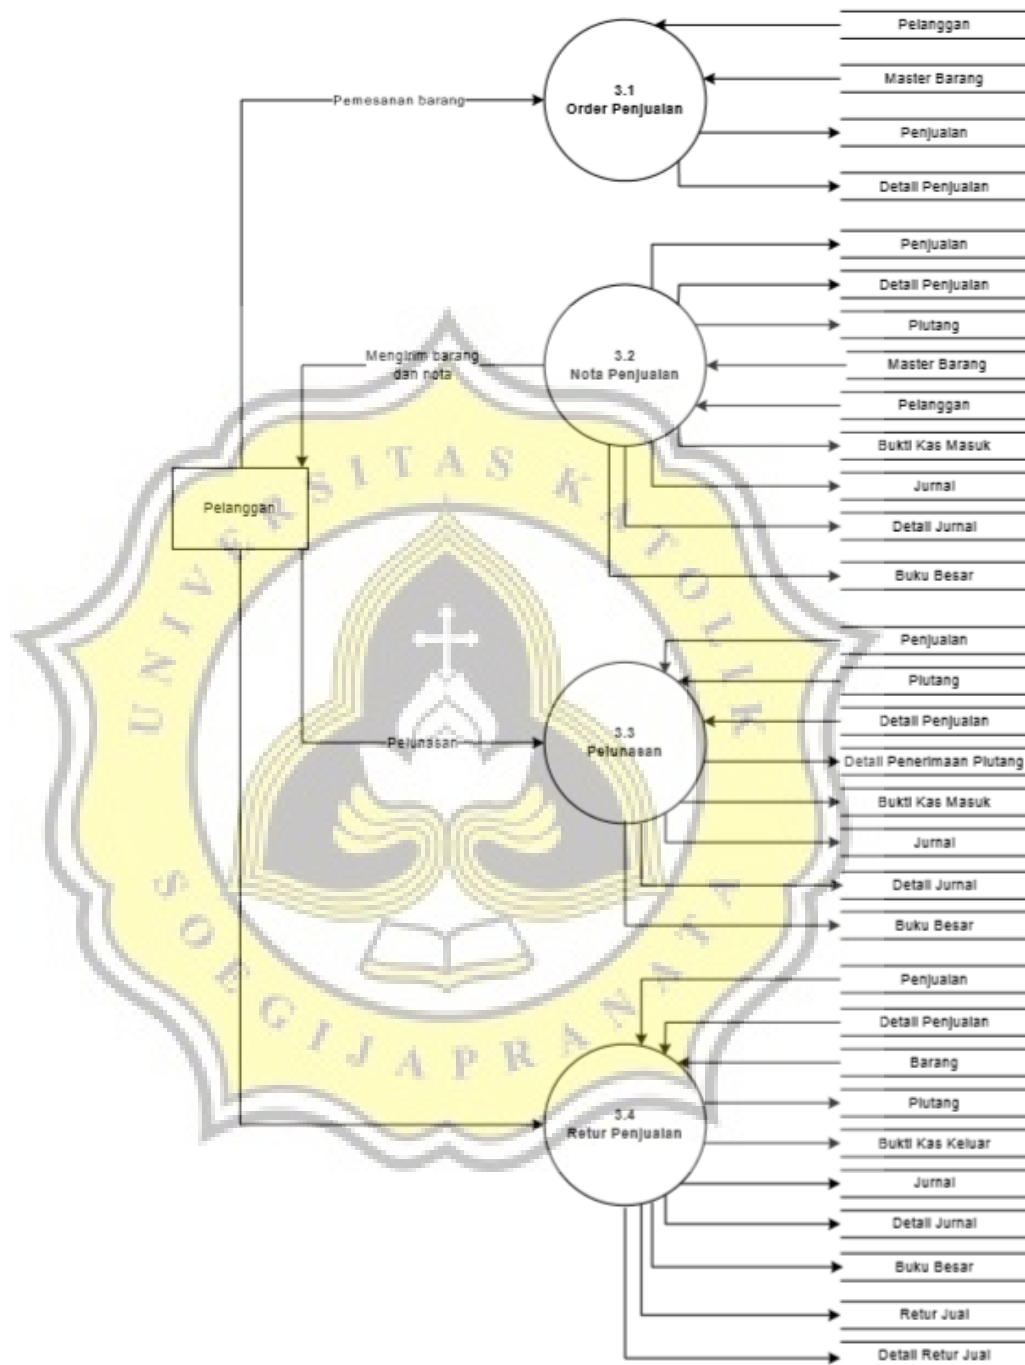 Pelanggan
Master Barang
Penjualan
Detail Penjualan
Pemesanan barang
3.1
Order Penjualan
Penjualan
Detail Penjualan
Piutang
Master Barang
Pelanggan
Bukti Kas Masuk
Jurnal
Detail Jurnal
Buku Besar
3.2
Nota Penjualan
Mengirim barang
dan nota
Pelanggan
UNIVERSITAS KATOLIK
SOEGIJAPRANATA
Penjualan
Piutang
Detail Penjualan
Detail Penerimaan Piutang
Bukti Kas Masuk
Jurnal
Detail Jurnal
Buku Besar
Pelunasan
3.3
Pelunasan
Penjualan
Detail Penjualan
Barang
Piutang
Bukti Kas Keluar
Jurnal
Detail Jurnal
Buku Besar
Retur Jual
Detail Retur Jual
3.4
Retur Penjualan